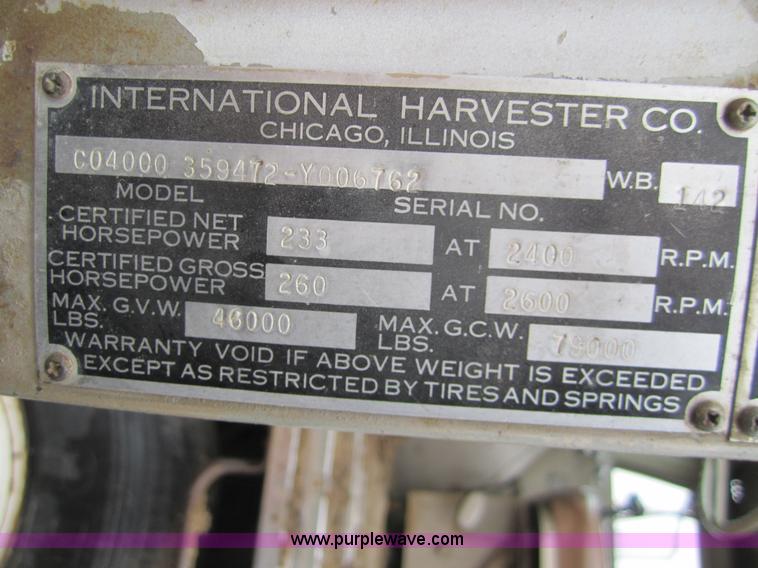 INTERNATIONAL HARVESTER CO.
CHICAGO, ILLINOIS
CO4000 359472-Y006762 W.B. 142
MODEL SERIAL NO.
CERTIFIED NET HORSEPOWER 233 AT 2400 R.P.M.
CERTIFIED GROSS HORSEPOWER 260 AT 2600 R.P.M.
MAX. G.V.W. LBS. 46000 MAX. G.C.W. LBS. 79000
WARRANTY VOID IF ABOVE WEIGHT IS EXCEEDED
EXCEPT AS RESTRICTED BY TIRES AND SPRINGS
www.purplewave.com